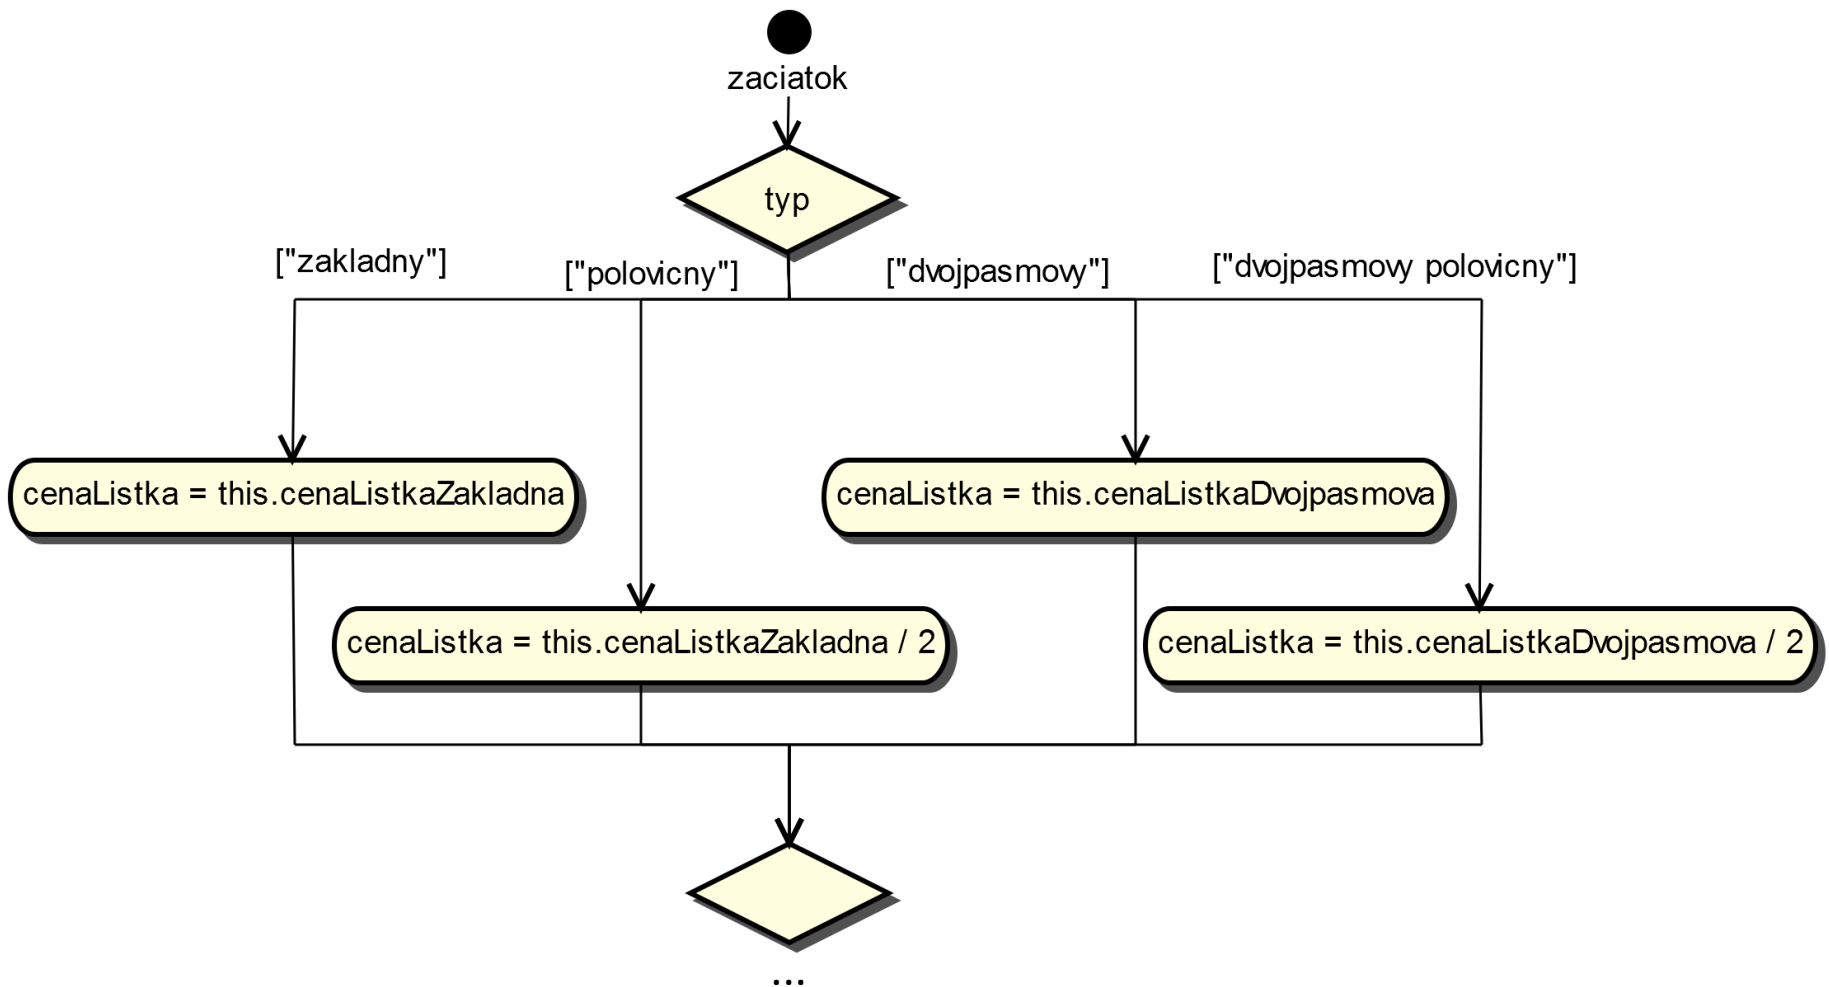 zaciatok
typ
["zakladny"]
["polovicny"]
["dvojpasmovy"]
["dvojpasmovy polovicny"]
cenaListka = this.cenaListkaZakladna
cenaListka = this.cenaListkaDvojpasmova
cenaListka = this.cenaListkaZakladna / 2
cenaListka = this.cenaListkaDvojpasmova / 2
...